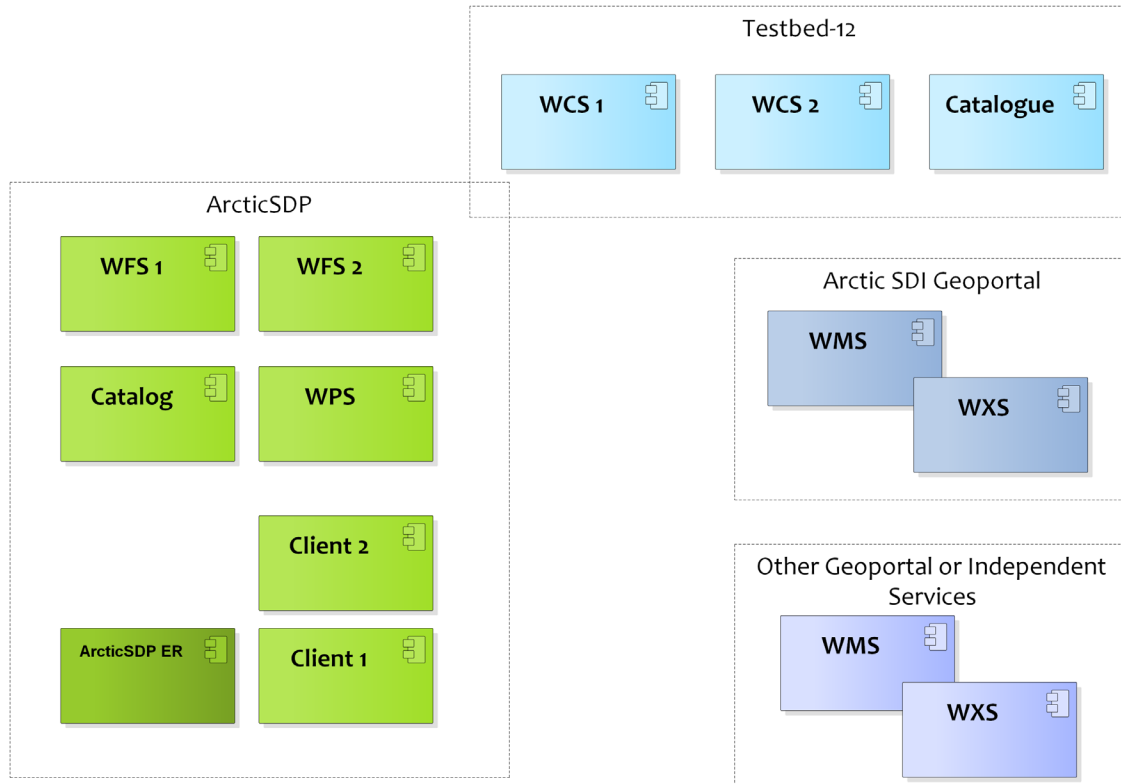 Testbed-12
WCS 1
WCS 2
Catalogue
ArcticSDP
WFS 1
WFS 2
Catalog
WPS
Client 2
ArcticSDP ER
Client 1
Arctic SDI Geoportal
WMS
WXS
Other Geoportal or Independent
Services
WMS
WXS